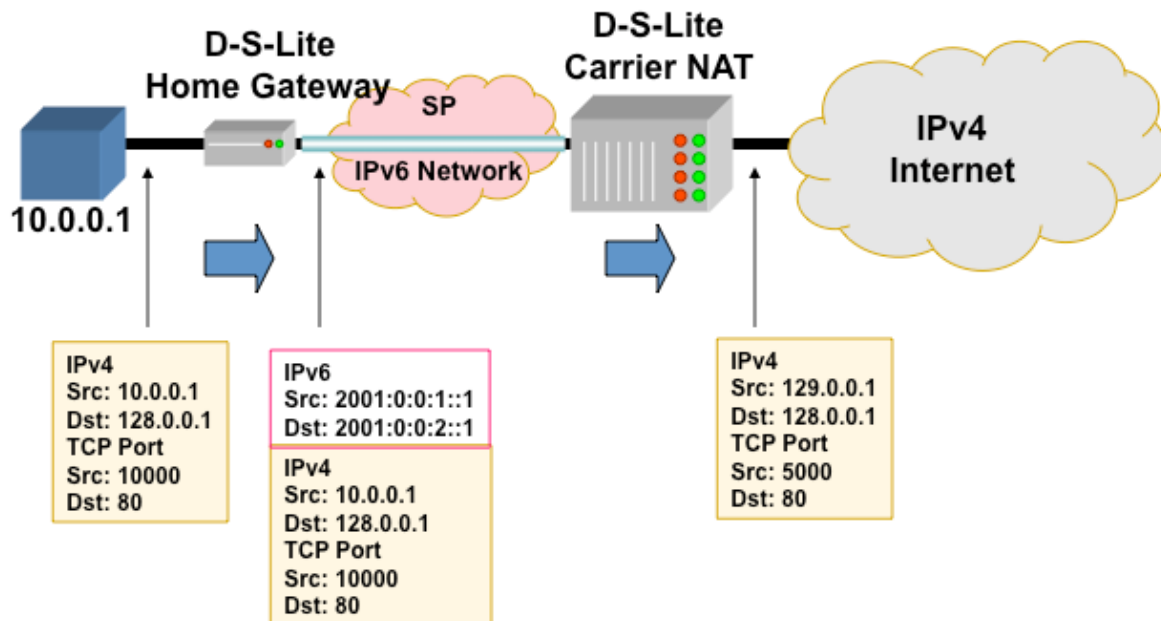 D-S-Lite
Home Gateway
D-S-Lite
Carrier NAT
SP
IPv6 Network
IPv4
Internet
10.0.0.1
IPv4
Src: 10.0.0.1
Dst: 128.0.0.1
TCP Port
Src: 10000
Dst: 80
IPv6
Src: 2001:0:0:1::1
Dst: 2001:0:0:2::1
IPv4
Src: 10.0.0.1
Dst: 128.0.0.1
TCP Port
Src: 10000
Dst: 80
IPv4
Src: 129.0.0.1
Dst: 128.0.0.1
TCP Port
Src: 5000
Dst: 80